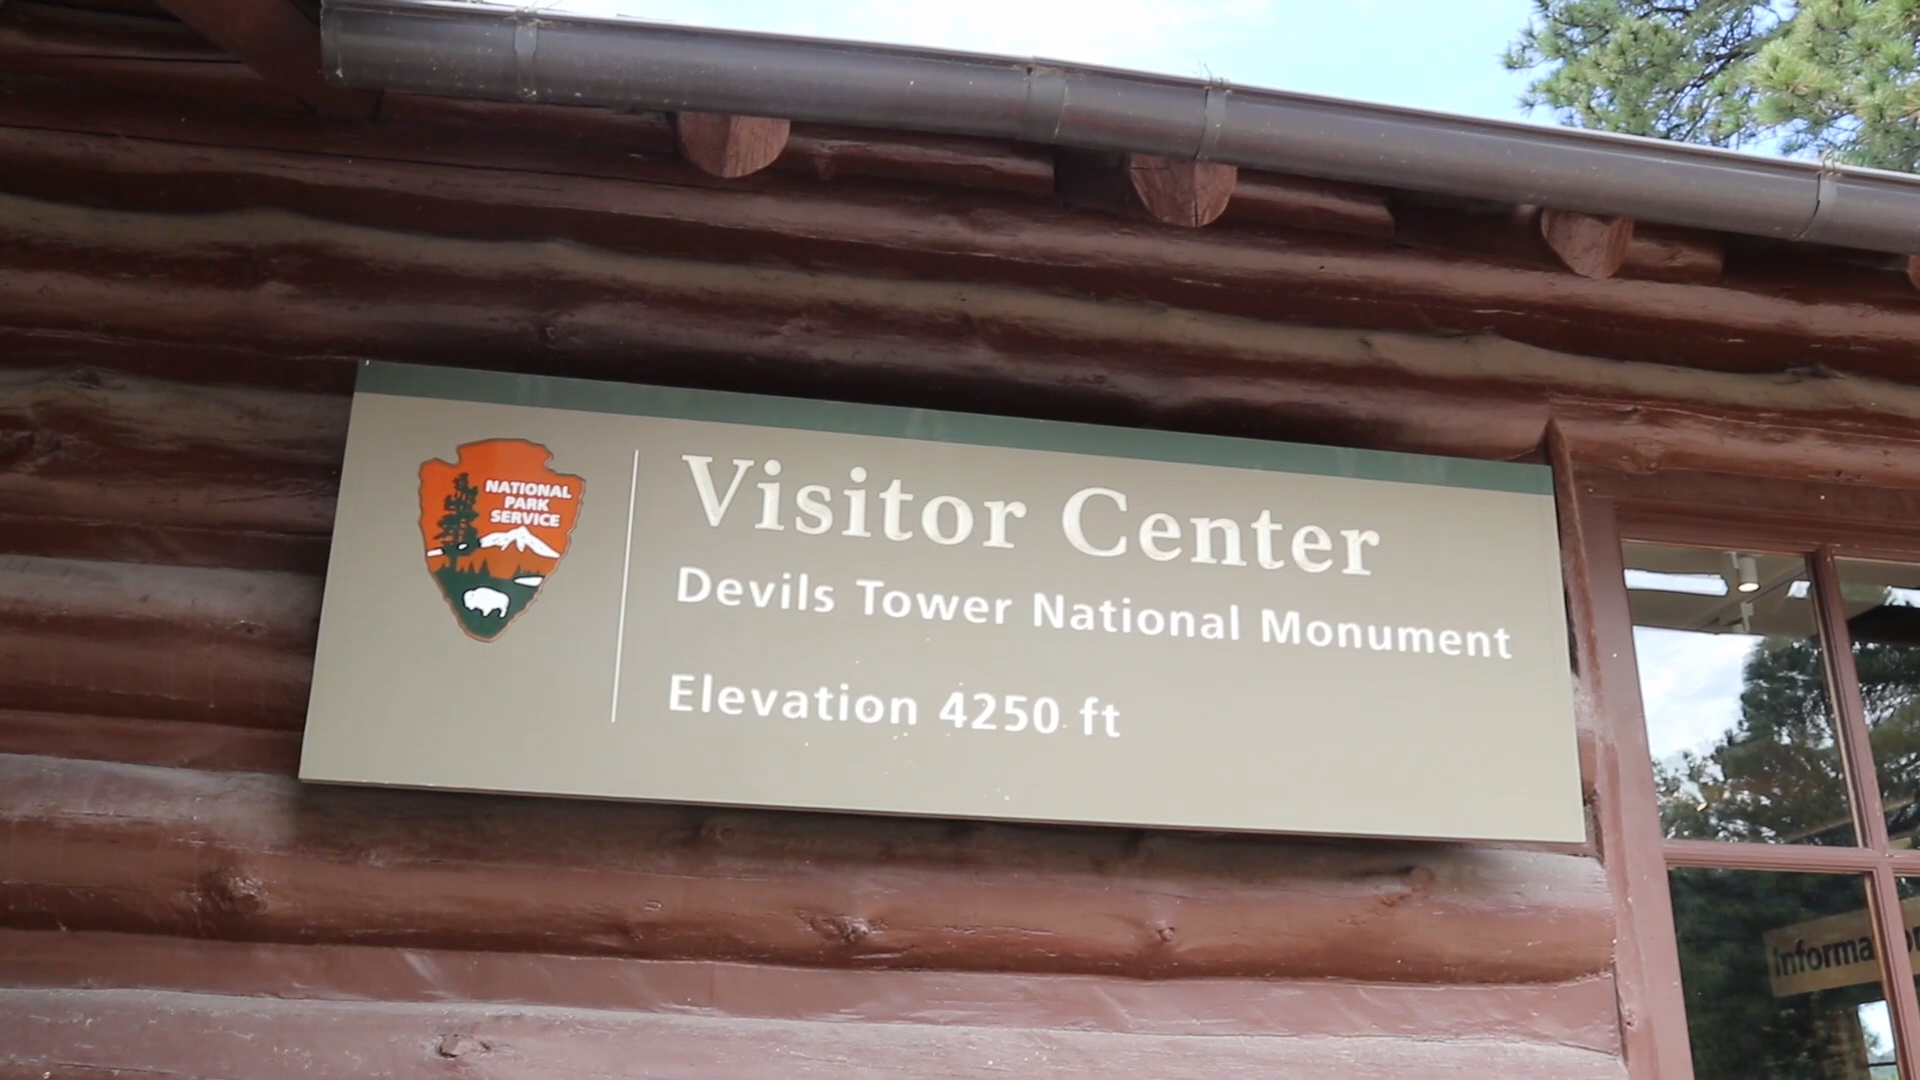 NATIONAL
PARK
SERVICE
Visitor Center
Devils Tower National Monument
Elevation 4250 ft